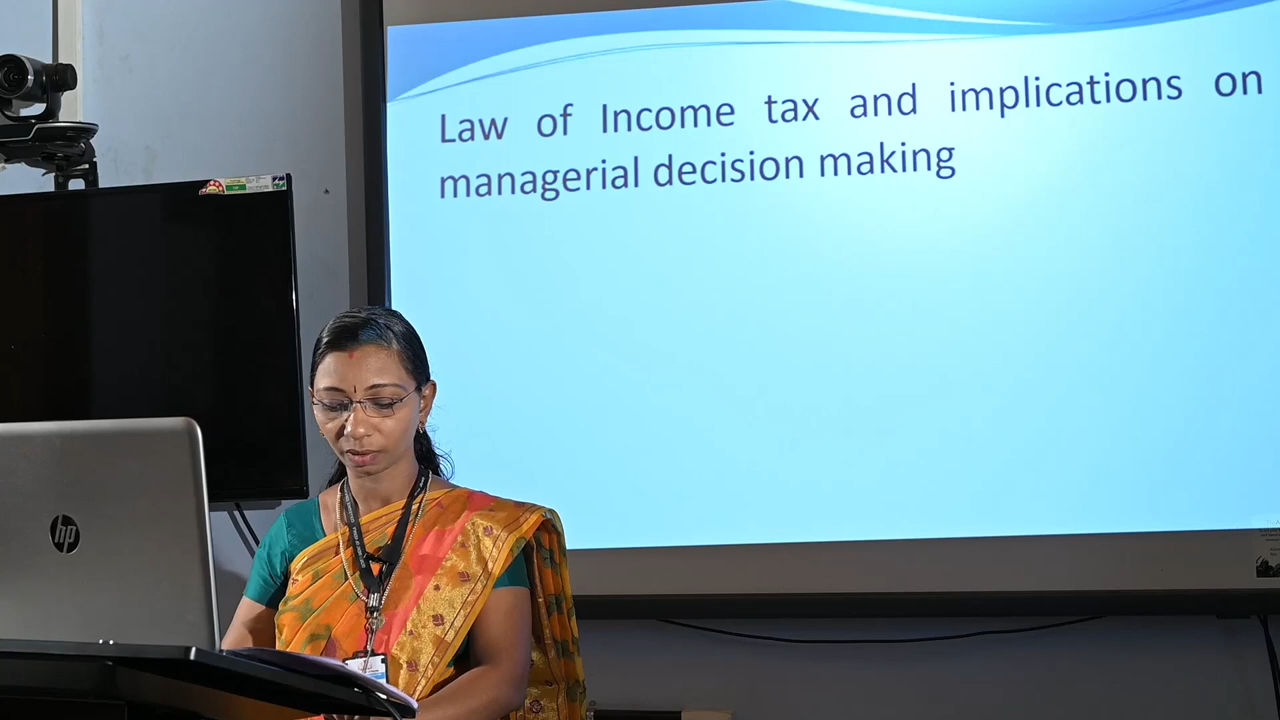 Law of Income tax and implications on
managerial decision making
hp